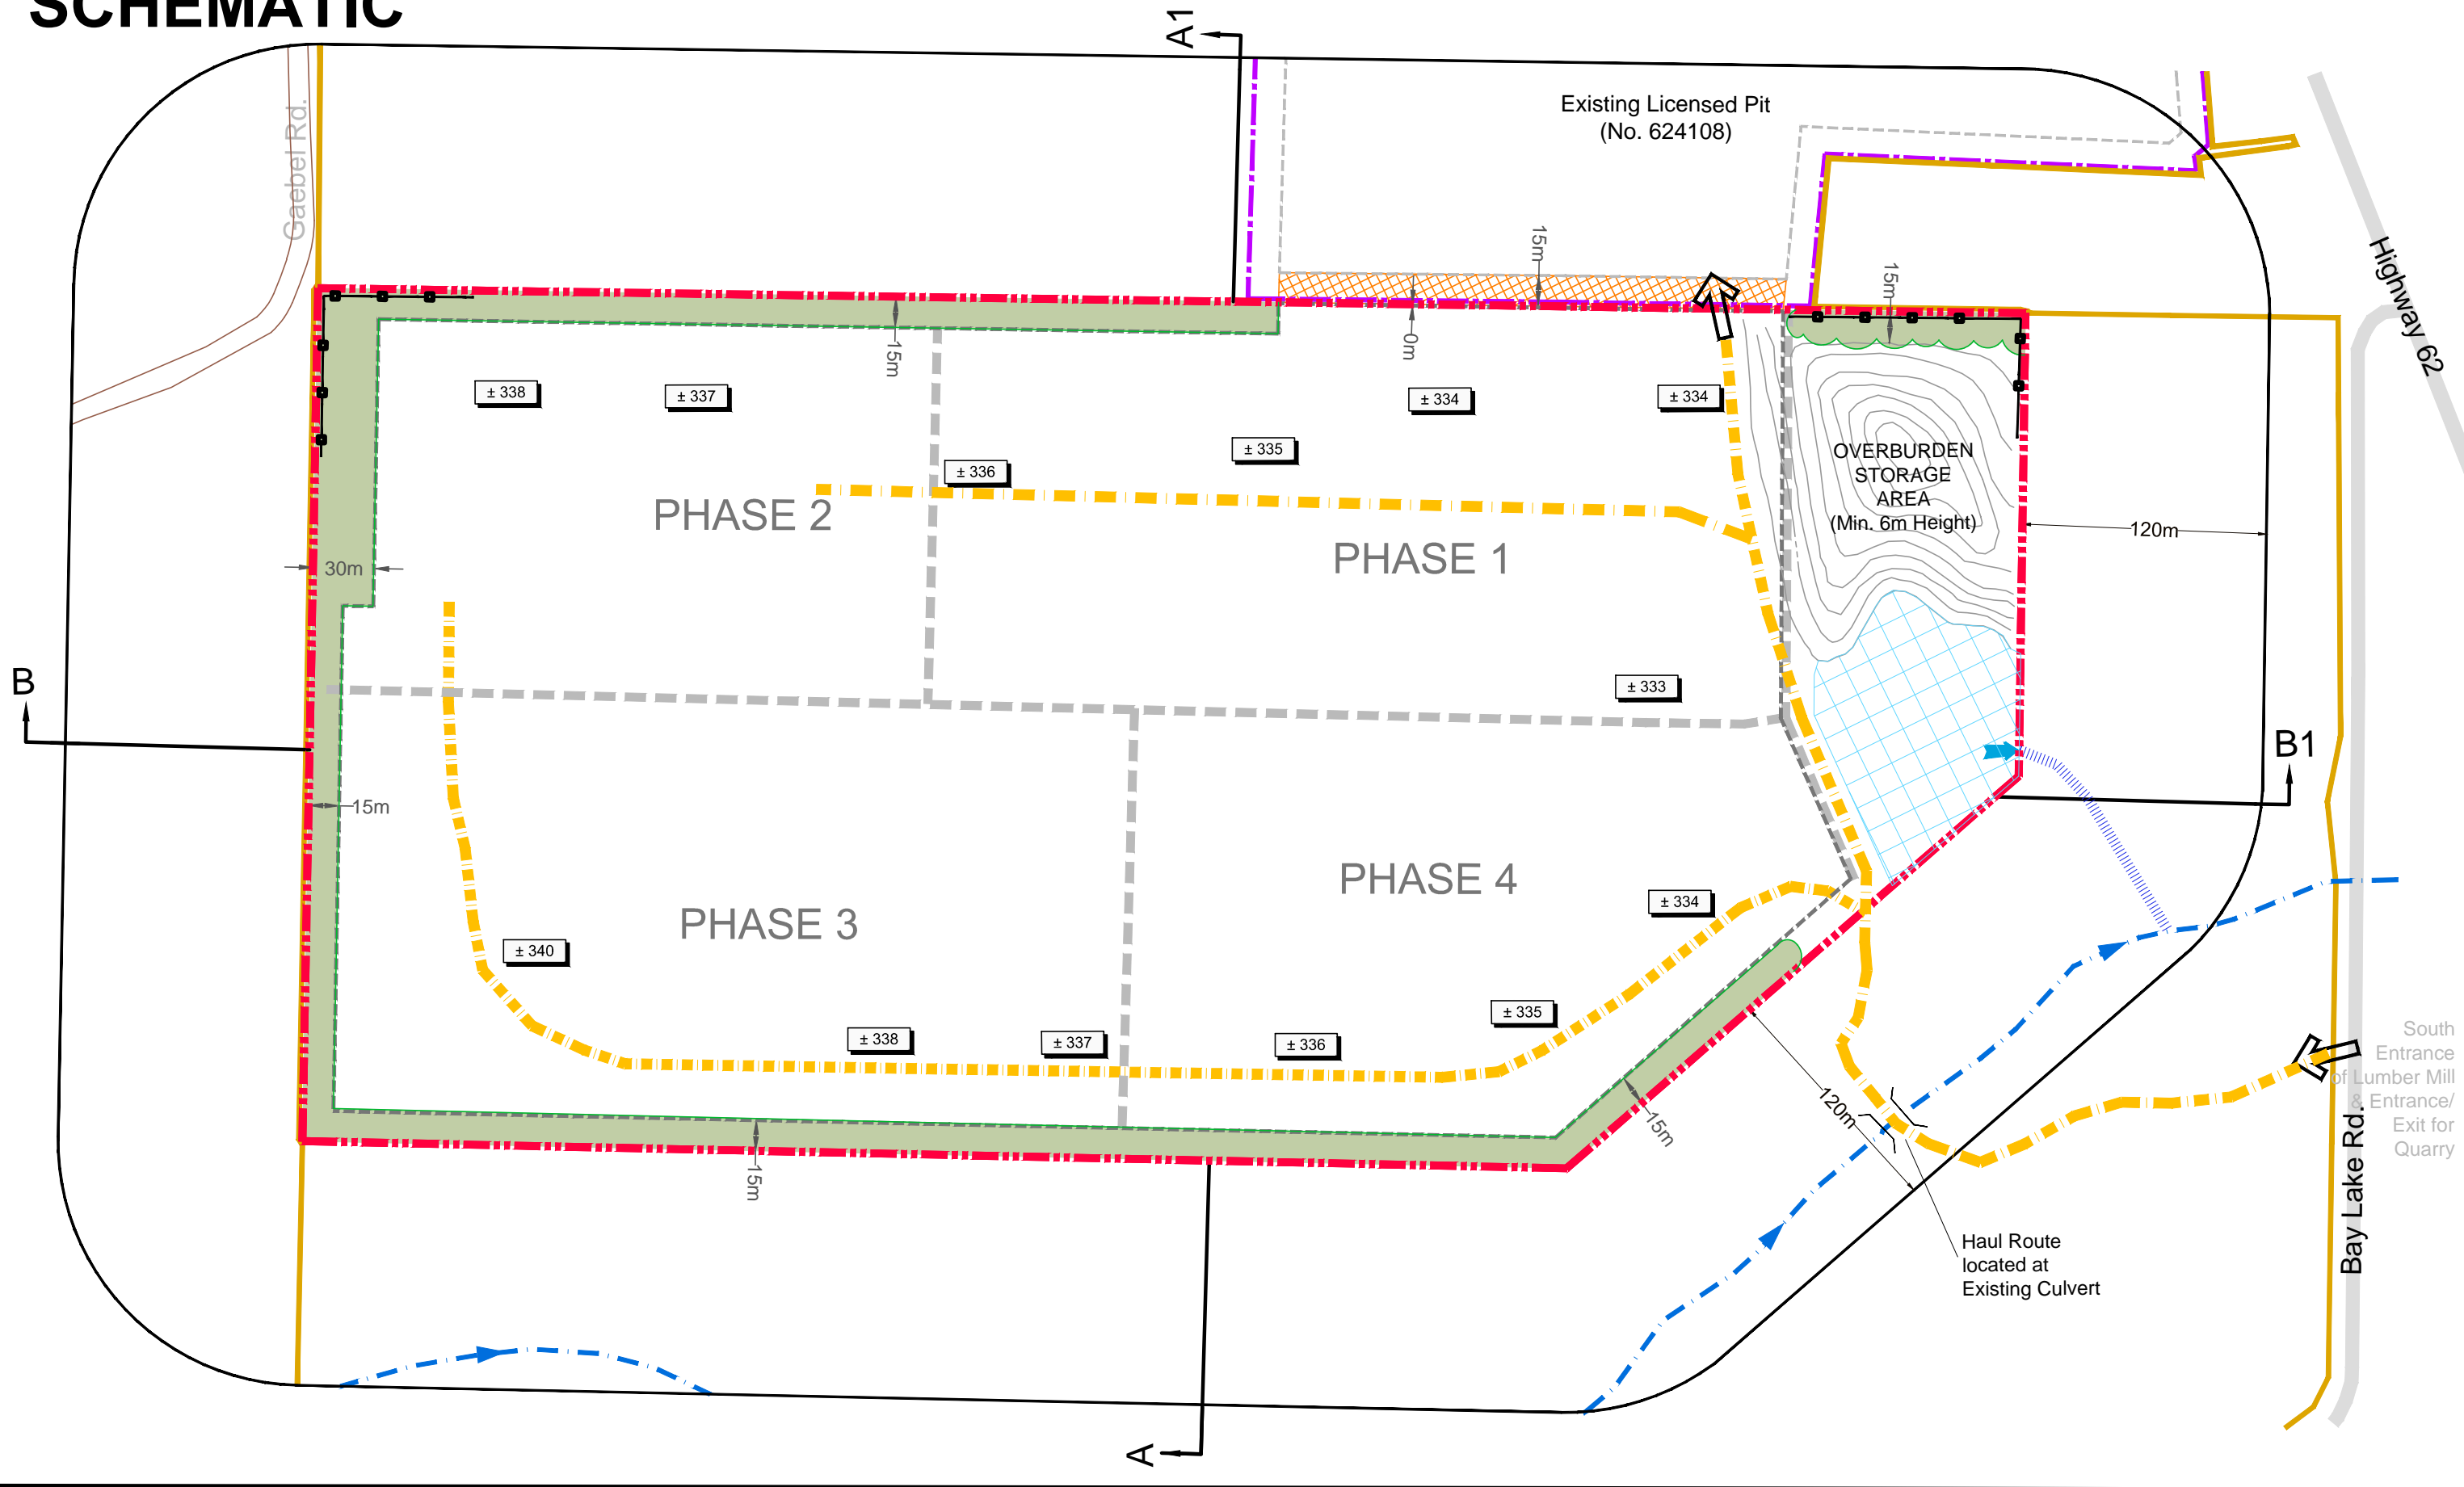 SCHEMATIC
A1
Existing Licensed Pit
(No. 624108)
Gaebel Rd.
Highway 62
15m
15m
15m
0m
± 338
± 337
± 334
± 334
± 335
± 336
OVERBURDEN
STORAGE
AREA
(Min. 6m Height)
120m
PHASE 2
PHASE 1
30m
± 333
B
B1
15m
PHASE 4
PHASE 3
± 334
± 340
± 335
± 338
± 337
± 336
120m
15m
15m
South
Entrance
of Lumber Mill
& Entrance/
Exit for
Quarry
Bay Lake Rd.
Haul Route
located at
Existing Culvert
A